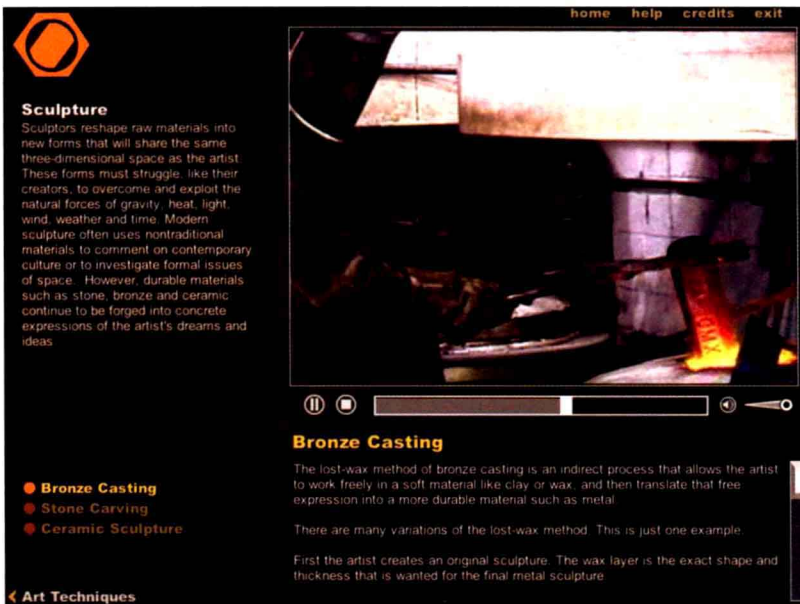 home help credits exit
Sculpture
Sculptors reshape raw materials into
new forms that will share the same
three-dimensional space as the artist.
These forms must struggle, like their
creators, to overcome and exploit the
natural forces of gravity, heat, light,
wind, weather and time. Modern
sculpture often uses nontraditional
materials to comment on contemporary
culture or to investigate formal issues
of space. However, durable materials
such as stone, bronze and ceramic
continue to be forged into concrete
expressions of the artist's dreams and
ideas
Bronze Casting
Stone Carving
Ceramic Sculpture
Art Techniques
Bronze Casting
The lost-wax method of bronze casting is an indirect process that allows the artist
to work freely in a soft material like clay or wax, and then translate that free
expression into a more durable material such as metal.
There are many variations of the lost-wax method. This is just one example.
First the artist creates an original sculpture. The wax layer is the exact shape and
thickness that is wanted for the final metal sculpture